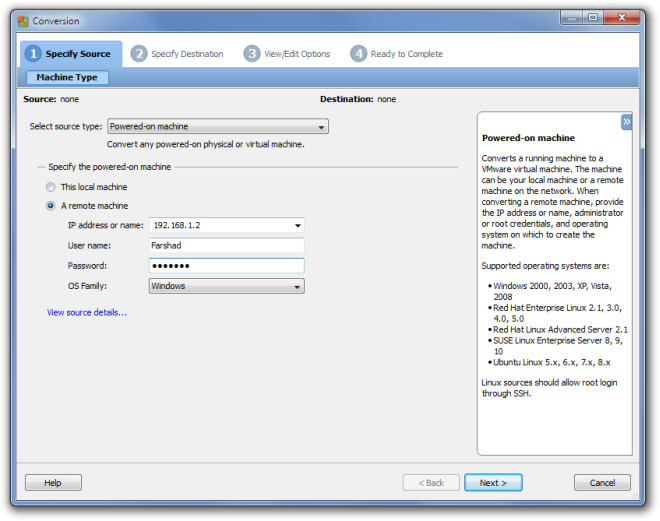 Conversion
1 Specify Source 2 Specify Destination 3 View/Edit Options 4 Ready to Complete
Machine Type
Source: none Destination: none
Select source type: Powered-on machine
Convert any powered-on physical or virtual machine.
Specify the powered-on machine
This local machine
A remote machine
IP address or name: 192.168.1.2
User name: Farshad
Password: •••••••
OS Family: Windows
View source details...
»
Powered-on machine
Converts a running machine to a
VMware virtual machine. The machine
can be your local machine or a remote
machine on the network. When
converting a remote machine, provide
the IP address or name, administrator
or root credentials, and operating
system on which to create the
machine.
Supported operating systems are:
• Windows 2000, 2003, XP, Vista,
2008
• Red Hat Enterprise Linux 2.1, 3.0,
4.0, 5.0
• Red Hat Linux Advanced Server 2.1
• SUSE Linux Enterprise Server 8, 9,
10
• Ubuntu Linux 5.x, 6.x, 7.x, 8.x
Linux sources should allow root login
through SSH.
Help < Back Next > Cancel